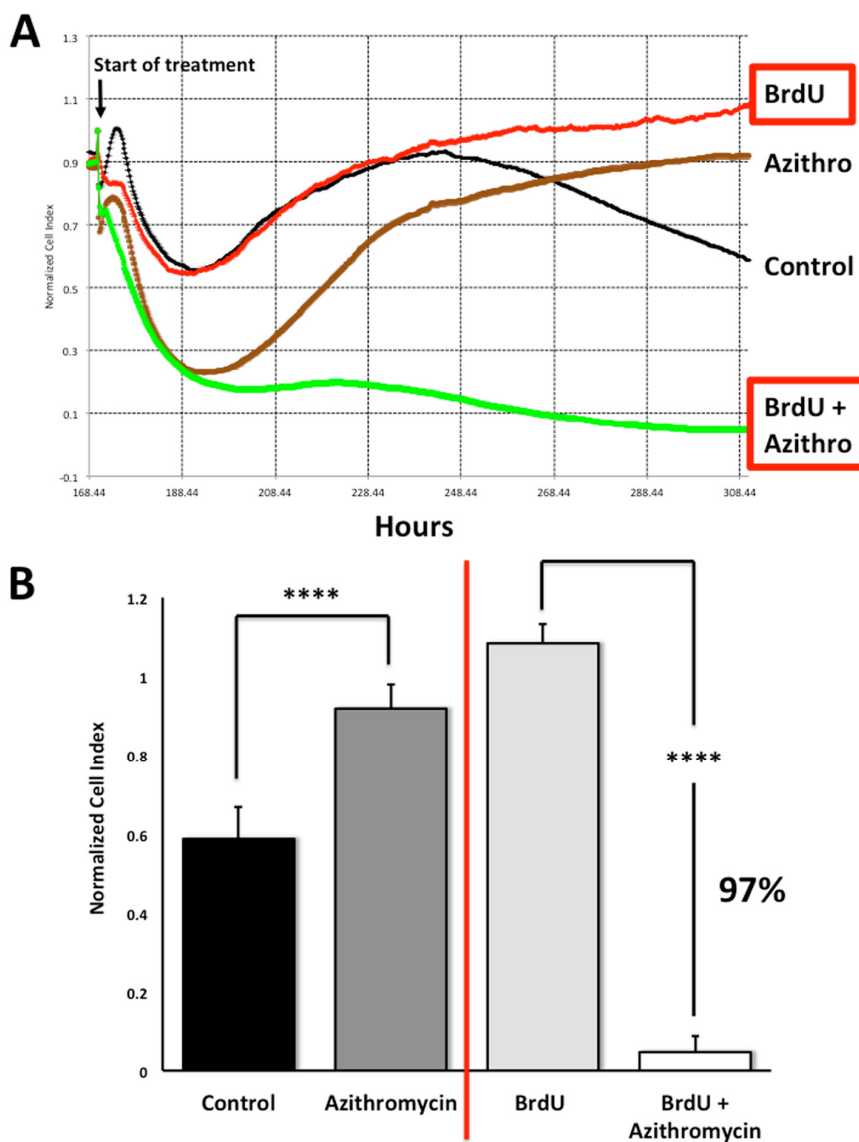 A
Start of treatment
1.3
1.1
0.9
0.7
0.5
0.3
0.1
-0.1
Normalized Cell Index
168.44 188.44 208.44 228.44 248.44 268.44 288.44 308.44
Hours
BrdU
Azithro
Control
BrdU +
Azithro
B
1.2
1
0.8
0.6
0.4
0.2
0
Normalized Cell Index
****
****
97%
Control Azithromycin BrdU BrdU +
Azithromycin